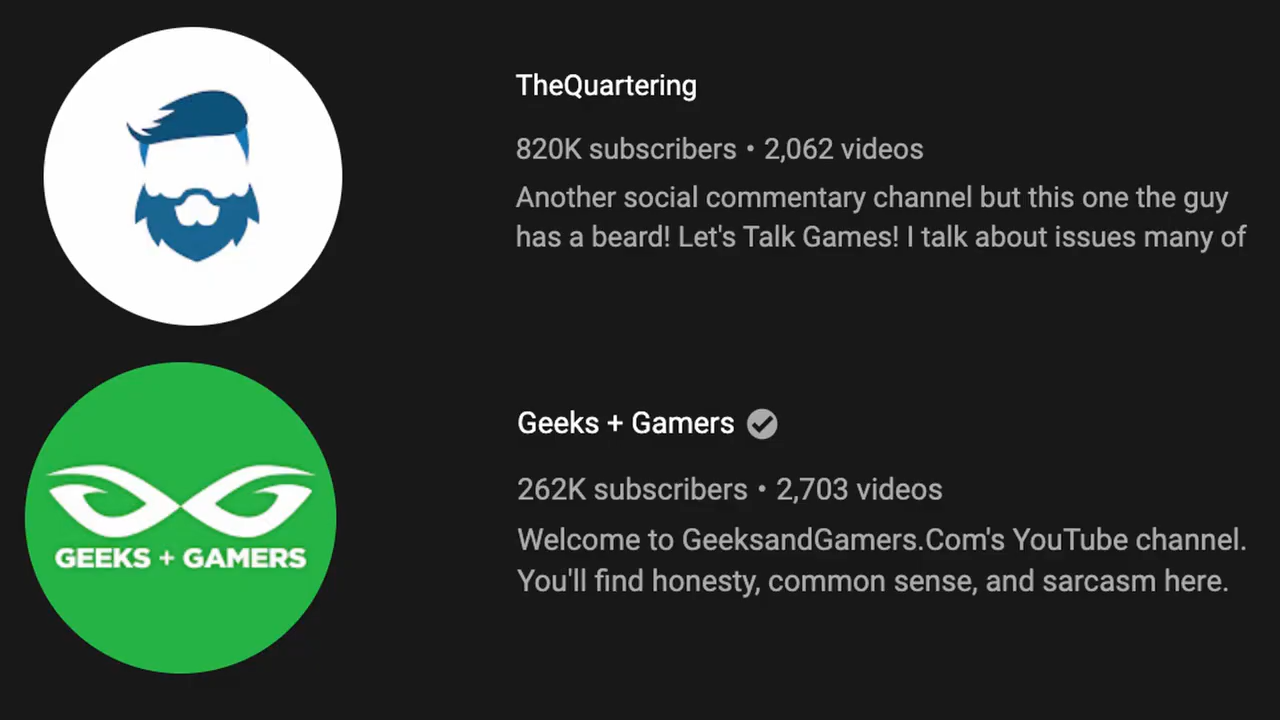 TheQuartering
820K subscribers • 2,062 videos
Another social commentary channel but this one the guy
has a beard! Let's Talk Games! I talk about issues many of
GEEKS + GAMERS
Geeks + Gamers
262K subscribers • 2,703 videos
Welcome to GeeksandGamers.Com's YouTube channel.
You'll find honesty, common sense, and sarcasm here.